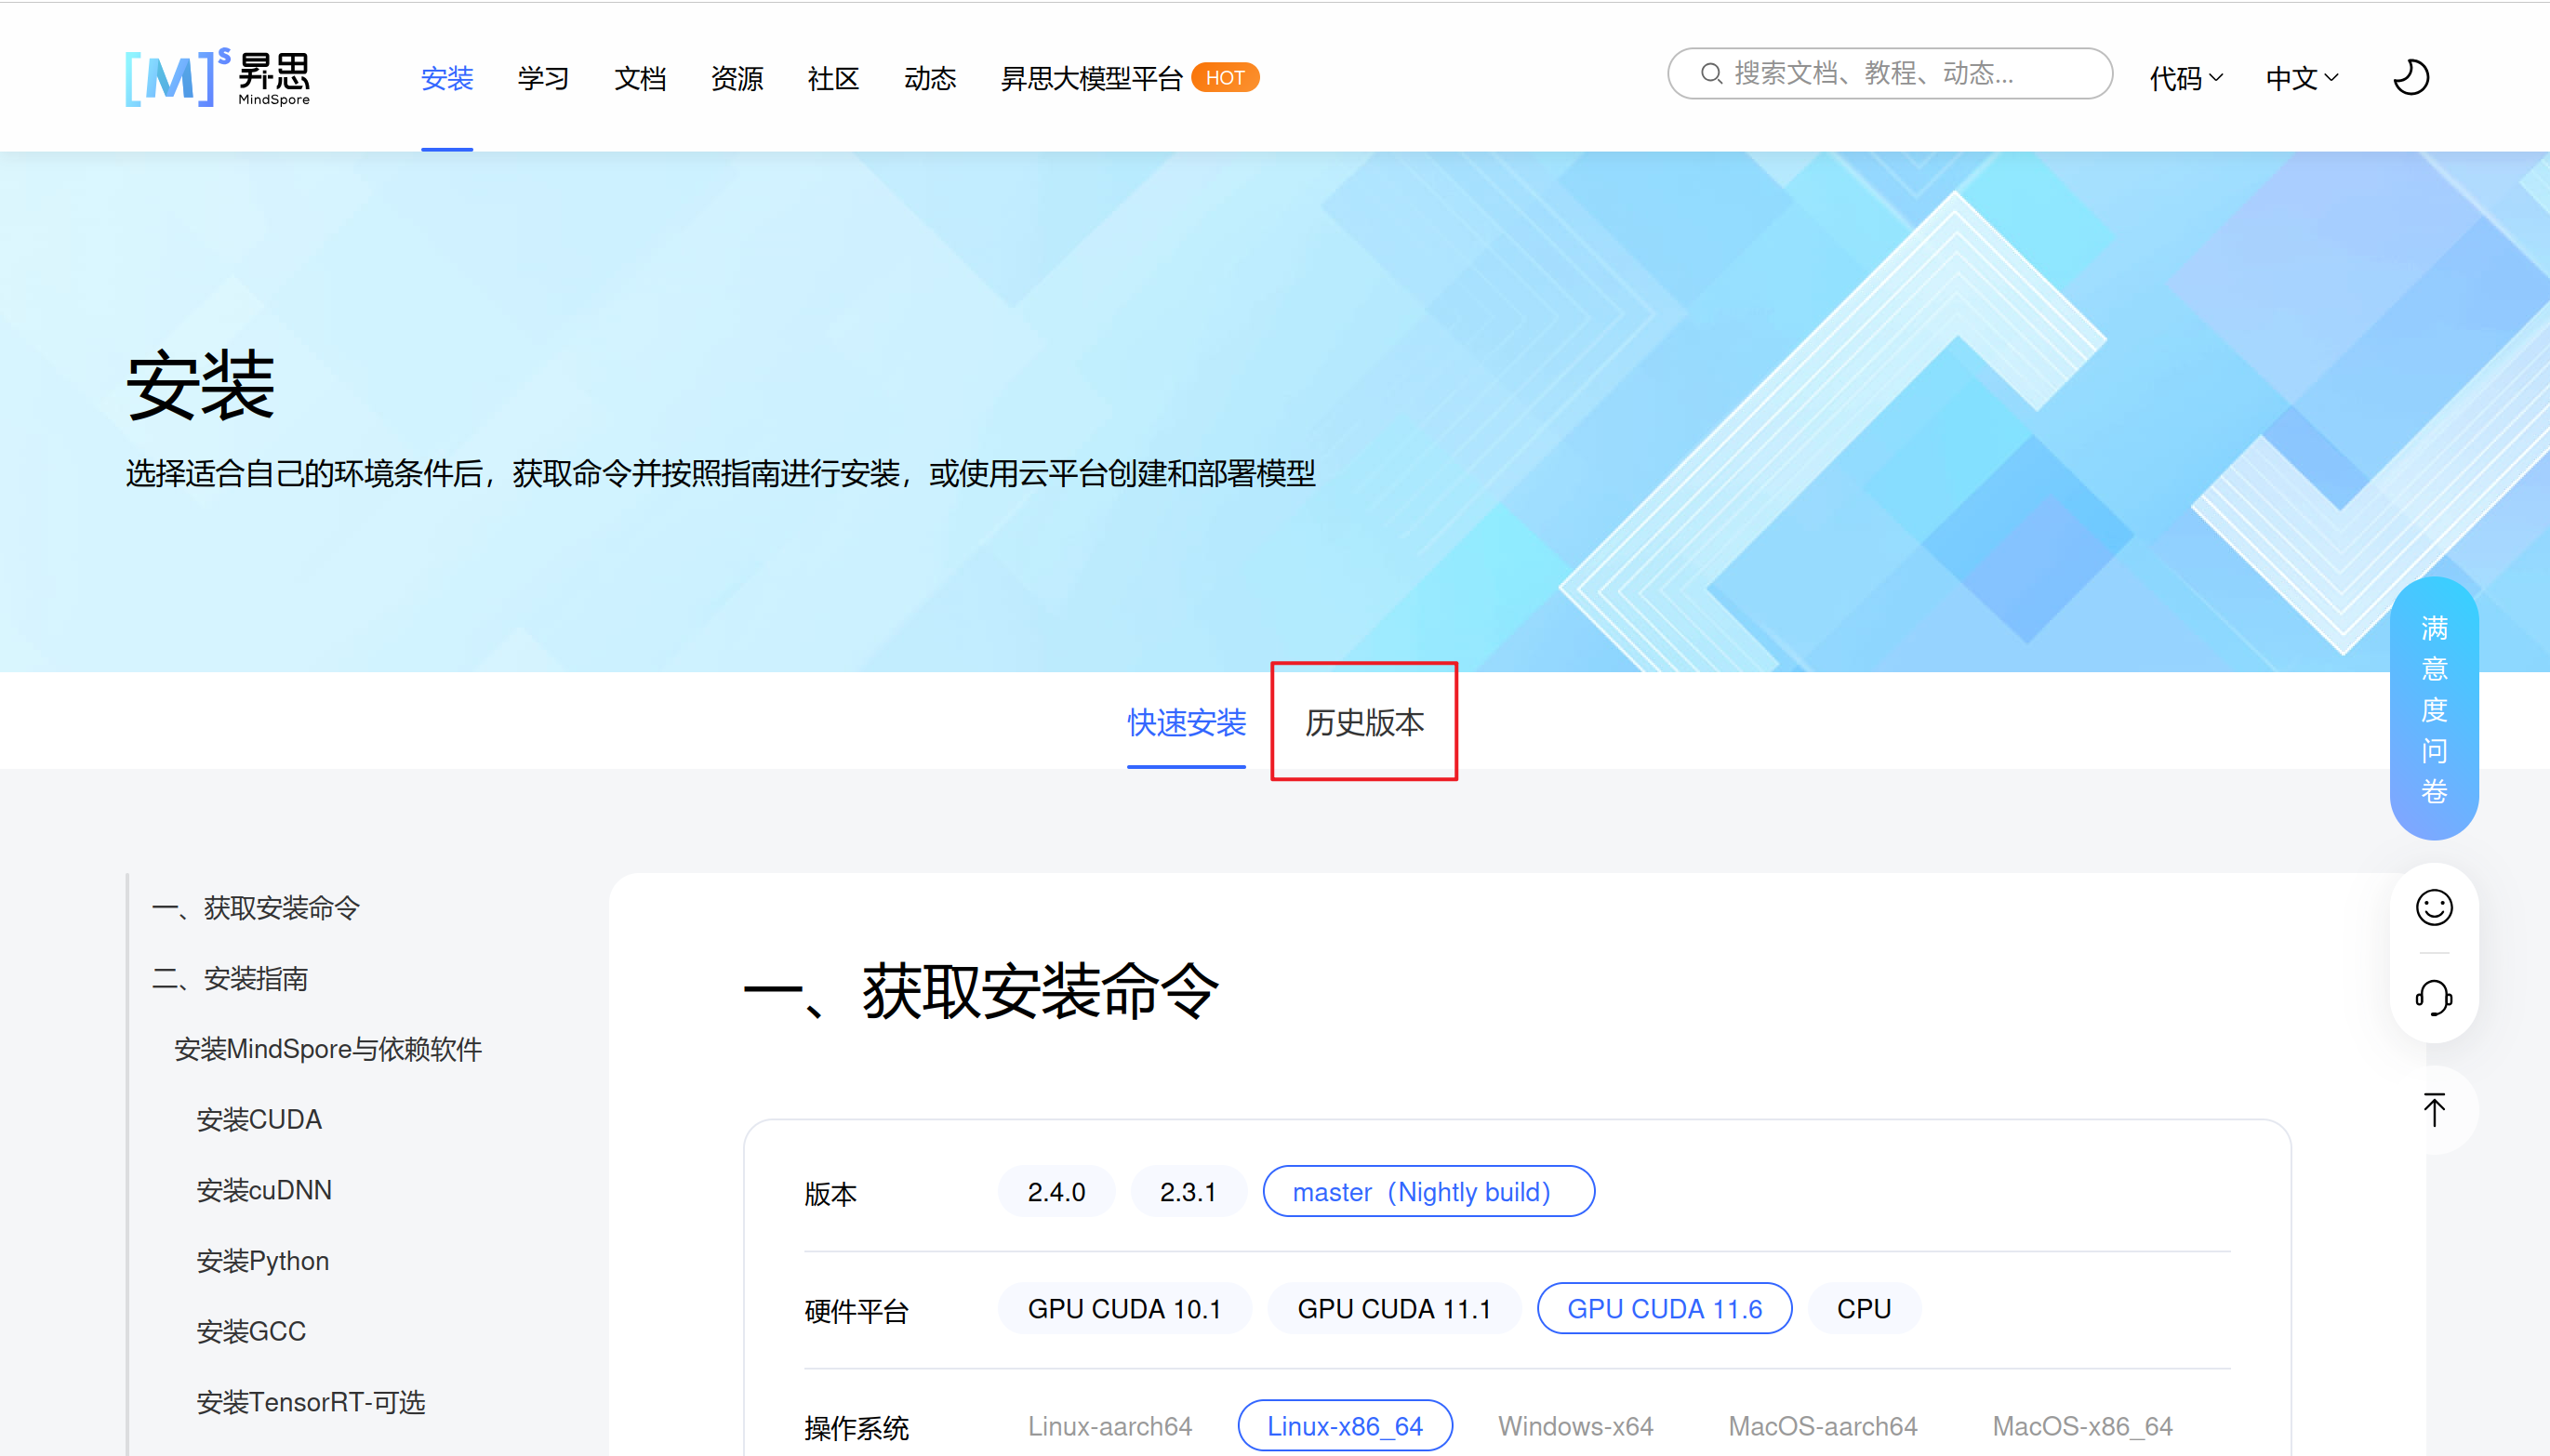 [M]ˢ 昇思
MindSpore
安装 学习 文档 资源 社区 动态 昇思大模型平台 HOT
搜索文档、教程、动态...
代码 中文
安装
选择适合自己的环境条件后，获取命令并按照指南进行安装，或使用云平台创建和部署模型
快速安装 历史版本
满意度问卷
一、获取安装命令
二、安装指南
安装MindSpore与依赖软件
安装CUDA
安装cuDNN
安装Python
安装GCC
安装TensorRT-可选
一、获取安装命令
版本 2.4.0 2.3.1 master（Nightly build）
硬件平台 GPU CUDA 10.1 GPU CUDA 11.1 GPU CUDA 11.6 CPU
操作系统 Linux-aarch64 Linux-x86_64 Windows-x64 MacOS-aarch64 MacOS-x86_64